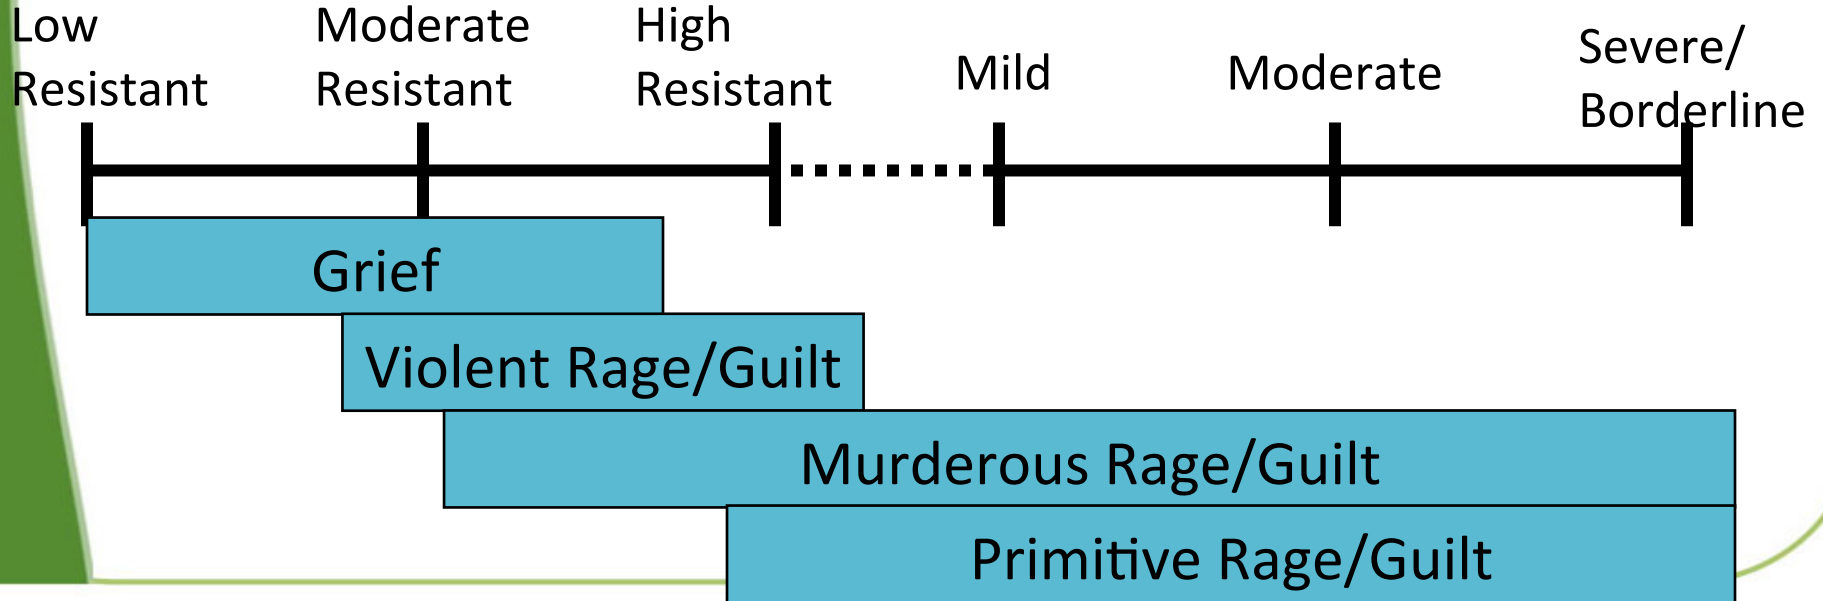 Low
Resistant
Moderate
Resistant
High
Resistant
Mild
Moderate
Severe/
Borderline
Grief
Violent Rage/Guilt
Murderous Rage/Guilt
Primitive Rage/Guilt